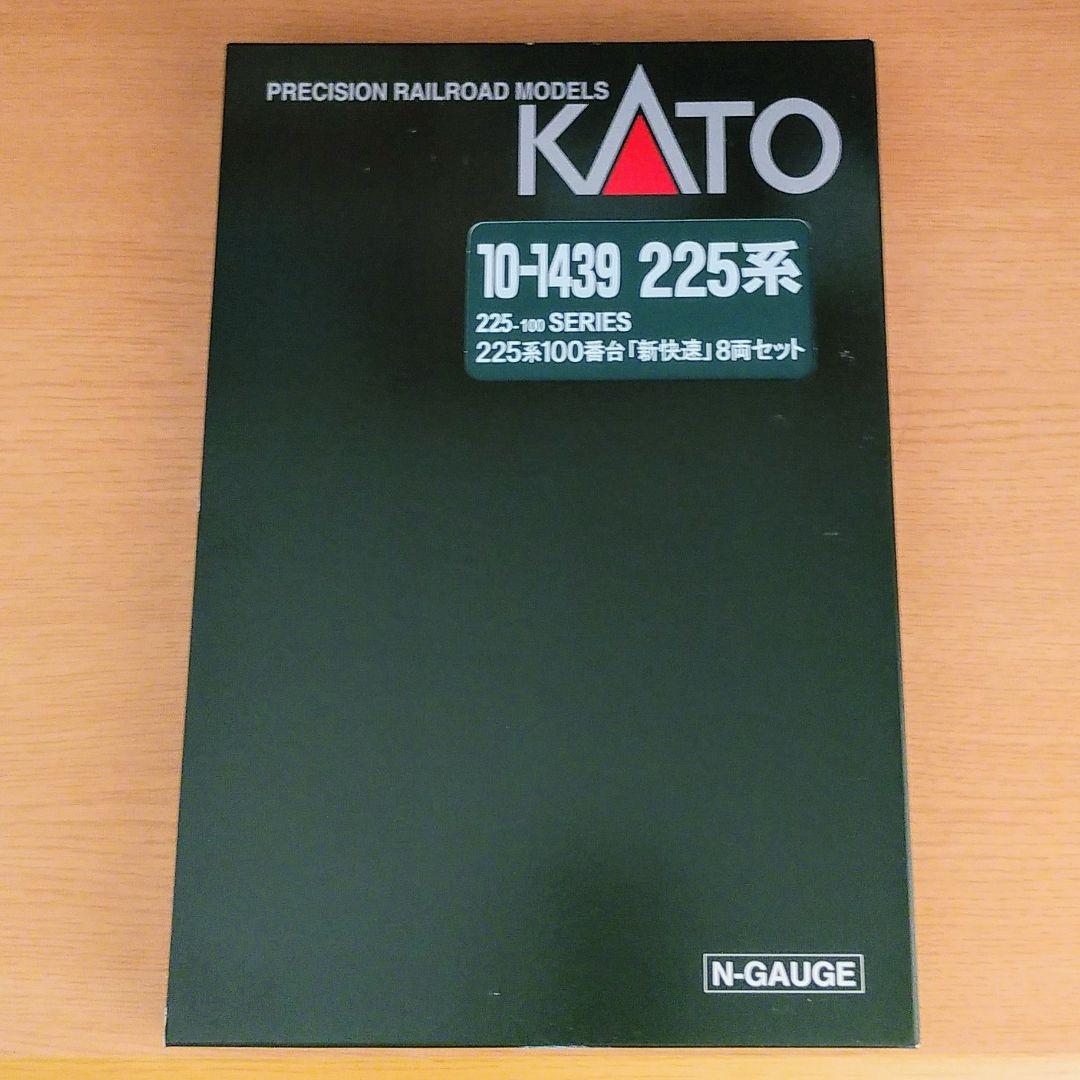 PRECISION RAILROAD MODELS
KATO
10-1439 225系
225-100 SERIES
225系100番台「新快速」8両セット
N-GAUGE